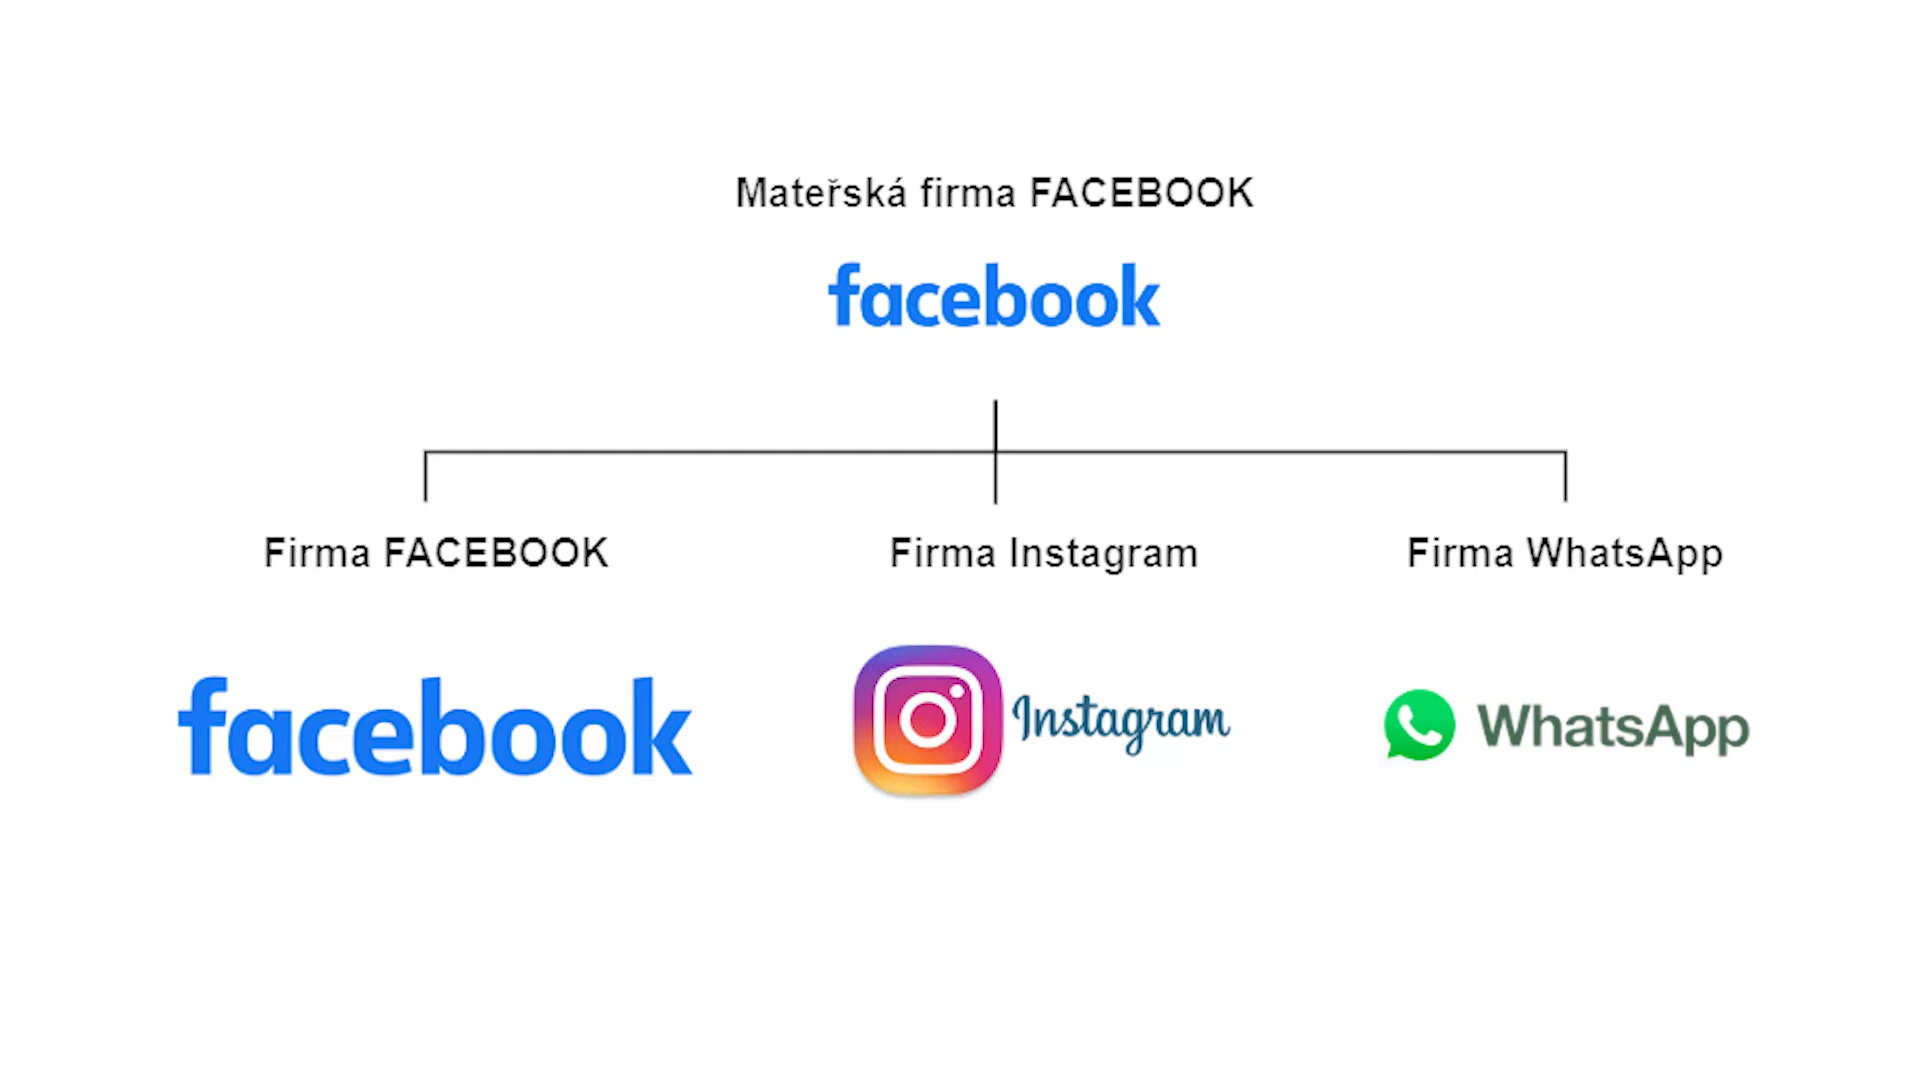 Mateřská firma FACEBOOK
facebook
Firma FACEBOOK
Firma Instagram
Firma WhatsApp
facebook
Instagram
WhatsApp